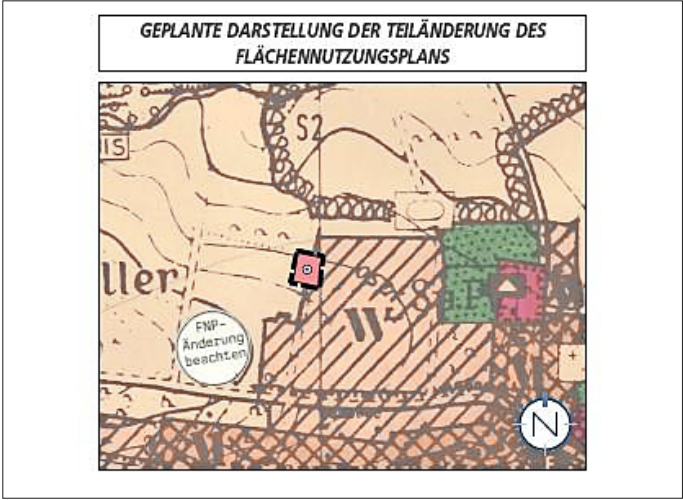 GEPLANTE DARSTELLUNG DER TEILÄNDERUNG DES
FLÄCHENNUTZUNGSPLANS
S2
IS
ller
W
FNP-
Änderung
beachten
W
W
N